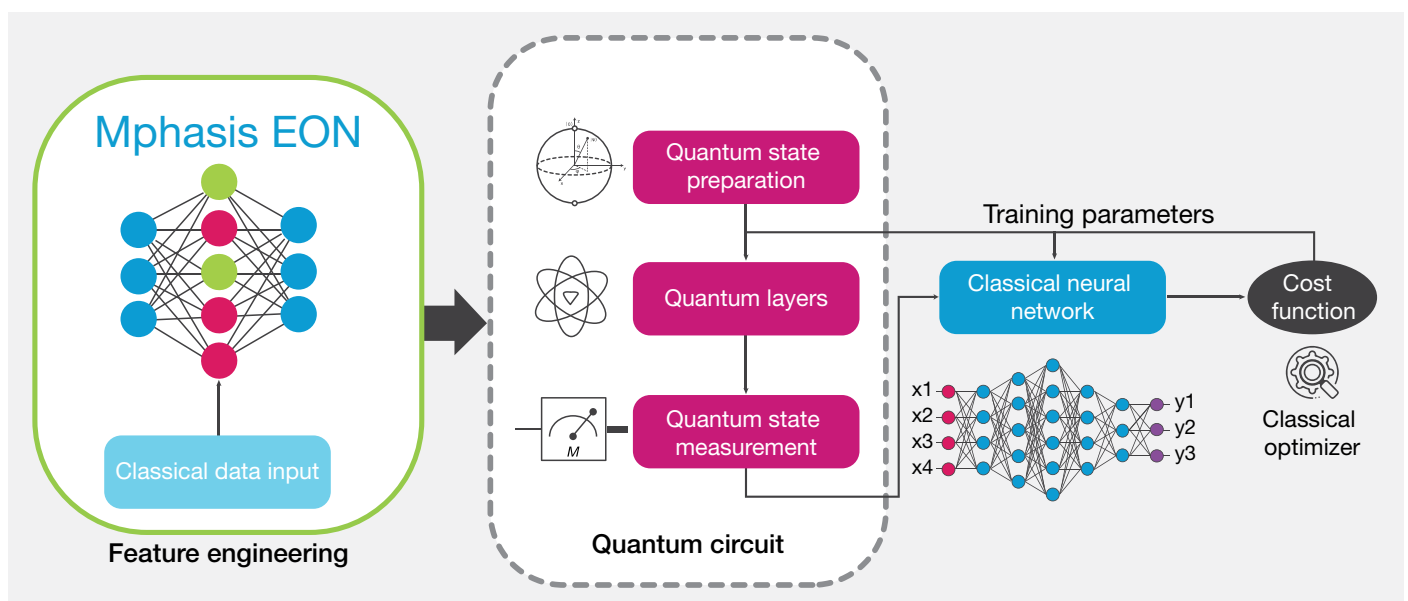 Mphasis EON
Classical data input
Feature engineering
Quantum state
preparation
Quantum layers
M
Quantum state
measurement
Quantum circuit
Training parameters
Classical neural
network
Cost
function
x1
x2
x3
x4
y1
y2
y3
Classical
optimizer